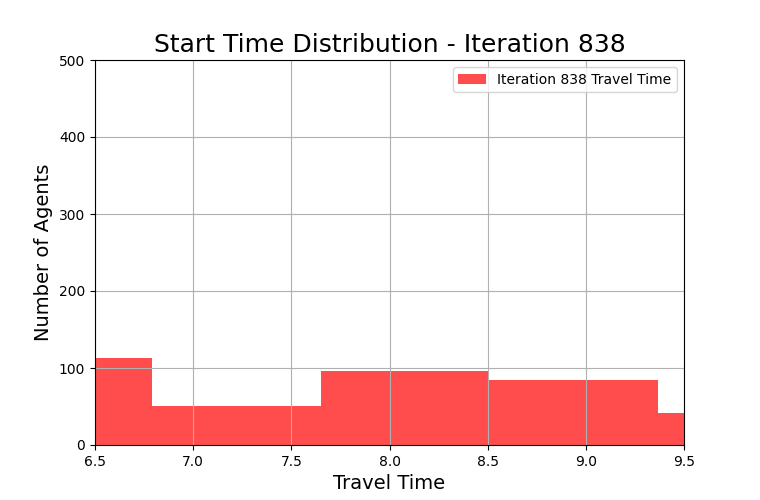 Start Time Distribution - Iteration 838
Iteration 838 Travel Time
Number of Agents
500
400
300
200
100
0
6.5 7.0 7.5 8.0 8.5 9.0 9.5
Travel Time